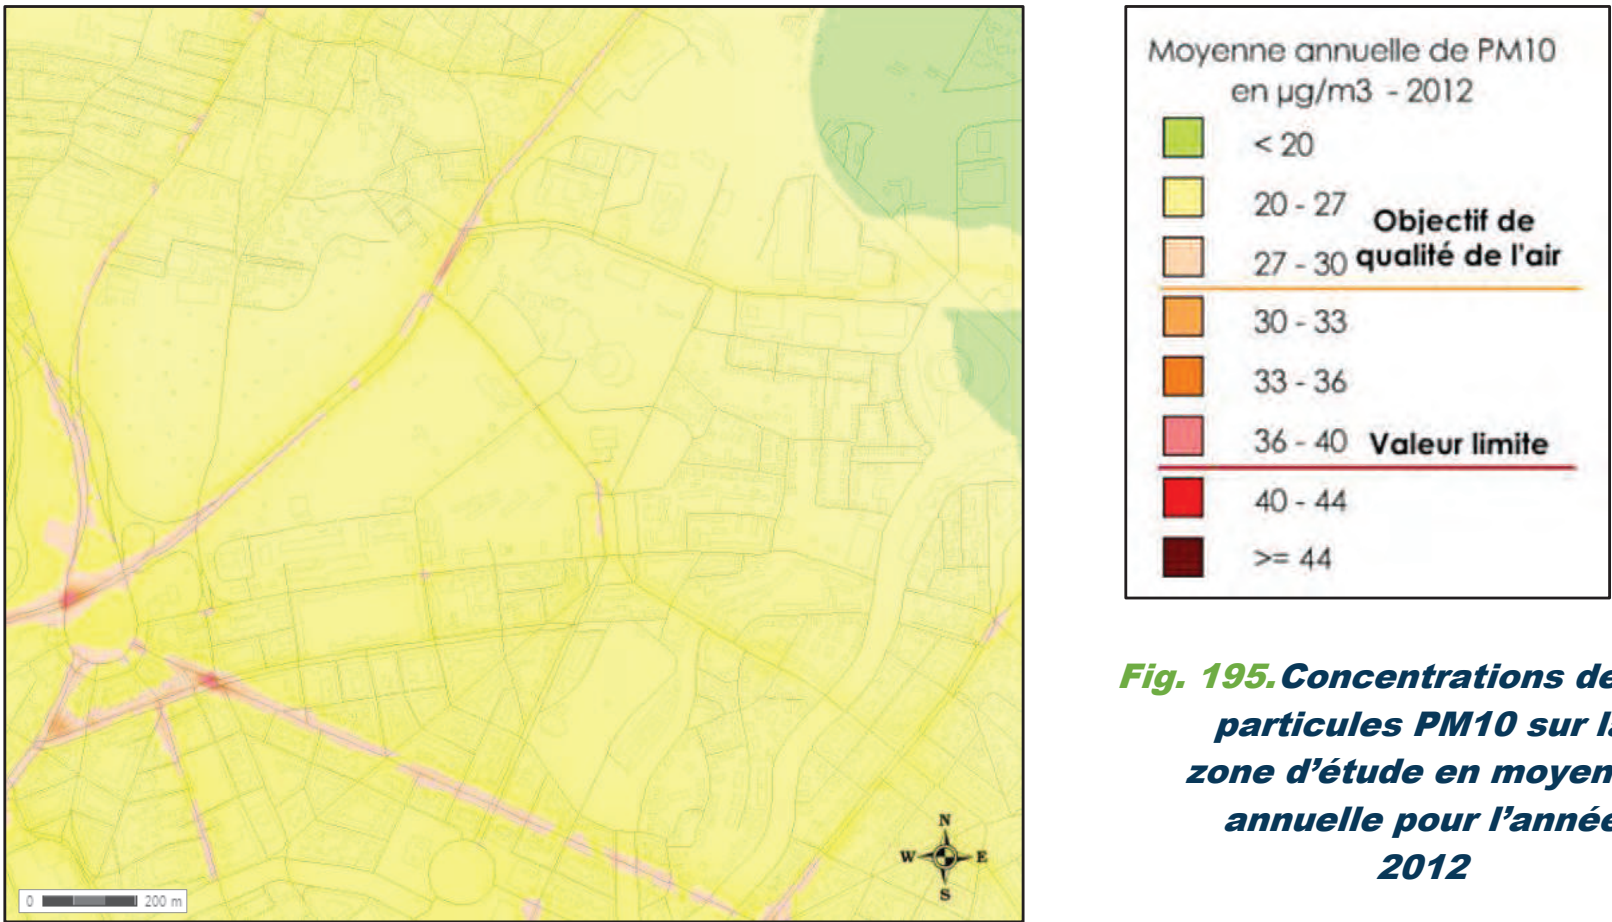 Moyenne annuelle de PM10
en µg/m3 - 2012
< 20
20 - 27
Objectif de
27 - 30 qualité de l'air
30 - 33
33 - 36
36 - 40 Valeur limite
40 - 44
>= 44
Fig. 195. Concentrations de
particules PM10 sur la
zone d'étude en moyen
annuelle pour l'année
2012
N
W E
S
0 200 m